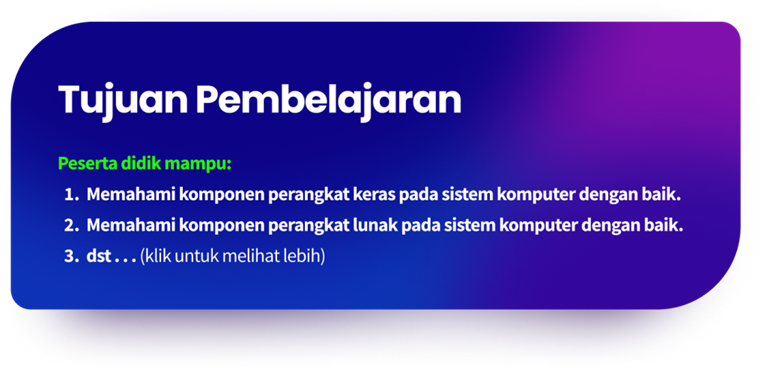 Tujuan Pembelajaran
Peserta didik mampu:
1. Memahami komponen perangkat keras pada sistem komputer dengan baik.
2. Memahami komponen perangkat lunak pada sistem komputer dengan baik.
3. dst . . . (klik untuk melihat lebih)